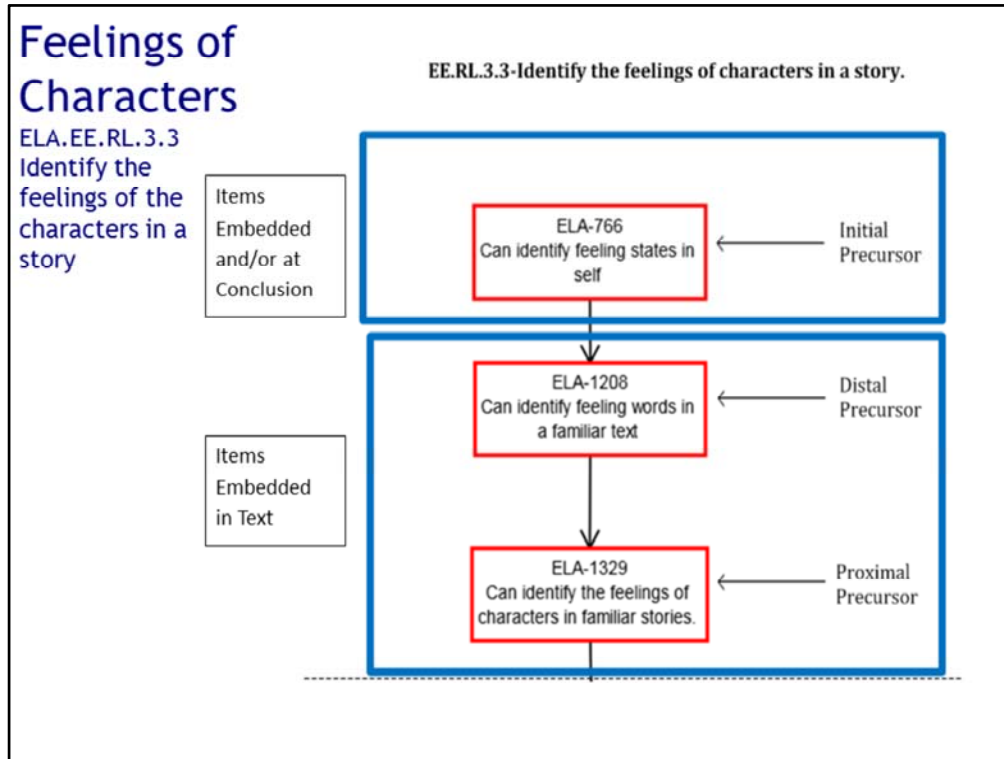 Feelings of
Characters
ELA.EE.RL.3.3
Identify the
feelings of the
characters in a
story
EE.RL.3.3-Identify the feelings of characters in a story.
Items
Embedded
and/or at
Conclusion
ELA-766
Can identify feeling states in
self
Initial
Precursor
ELA-1208
Can identify feeling words in
a familiar text
Distal
Precursor
Items
Embedded
in Text
ELA-1329
Can identify the feelings of
characters in familiar stories.
Proximal
Precursor